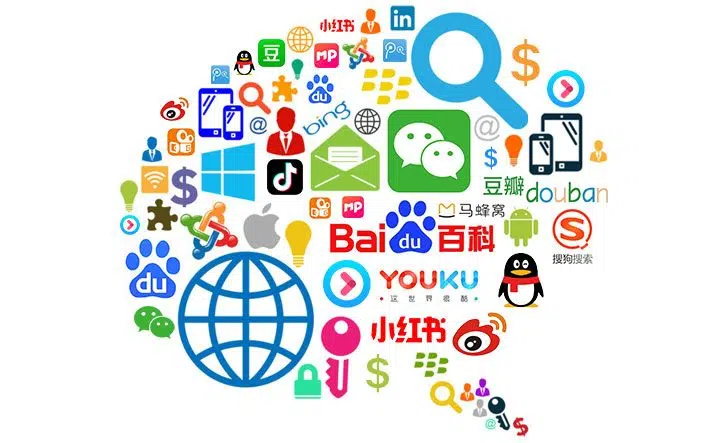 小红书
in
豆
MP
du
bing
豆瓣
douban
马蜂窝
MP
Bai du 百科
搜狗搜索
du
YOUKU
这世界很酷
小红书